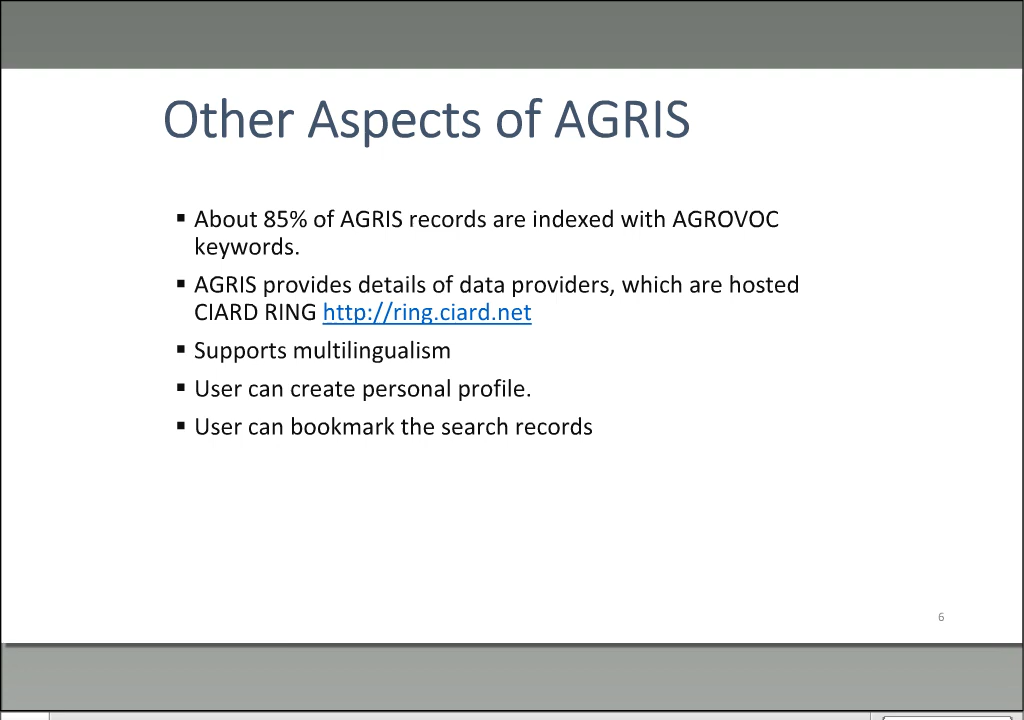 Other Aspects of AGRIS
▪ About 85% of AGRIS records are indexed with AGROVOC
keywords.
▪ AGRIS provides details of data providers, which are hosted
CIARD RING http://ring.ciard.net
▪ Supports multilingualism
▪ User can create personal profile.
▪ User can bookmark the search records
6